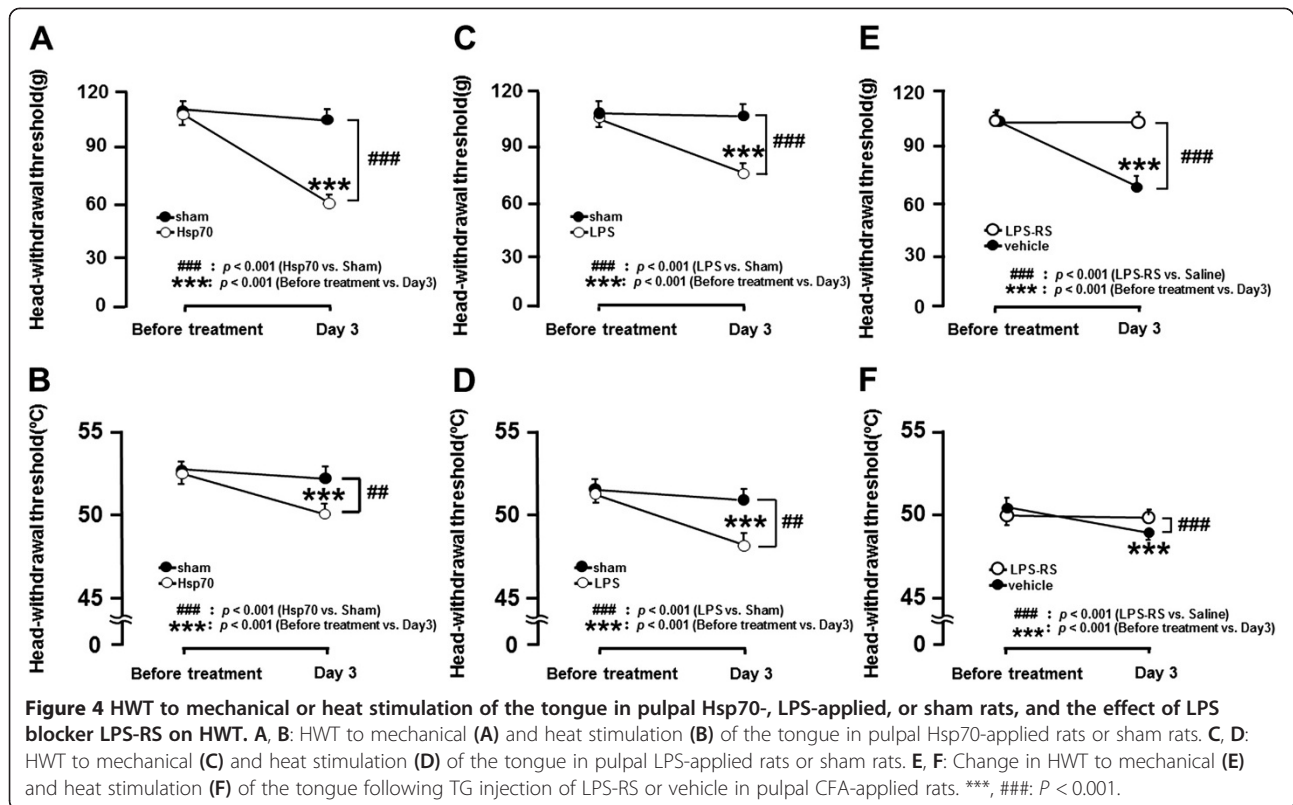 A
Head-withdrawal threshold(g)
120
90
60
30
0
***
###
sham
Hsp70
### : p < 0.001 (Hsp70 vs. Sham)
***: p < 0.001 (Before treatment vs. Day3)
Before treatment Day 3
C
Head-withdrawal threshold(g)
120
90
60
30
0
***
###
sham
LPS
### : p < 0.001 (LPS vs. Sham)
***: p < 0.001 (Before treatment vs. Day3)
Before treatment Day 3
E
Head-withdrawal threshold(g)
120
90
60
30
0
***
###
LPS-RS
vehicle
### : p < 0.001 (LPS-RS vs. Saline)
*** : p < 0.001 (Before treatment vs. Day3)
Before treatment Day 3
B
Head-withdrawal threshold(ºC)
55
50
45
0
***
##
sham
Hsp70
### : p < 0.001 (Hsp70 vs. Sham)
***: p < 0.001 (Before treatment vs. Day3)
Before treatment Day 3
D
Head-withdrawal threshold(ºC)
55
50
45
0
***
##
sham
LPS
### : p < 0.001 (LPS vs. Sham)
***: p < 0.001 (Before treatment vs. Day3)
Before treatment Day 3
F
Head-withdrawal threshold(ºC)
55
50
45
0
###
***
LPS-RS
vehicle
### : p < 0.001 (LPS-RS vs. Saline)
*** : p < 0.001 (Before treatment vs. Day3)
Before treatment Day 3
Figure 4 HWT to mechanical or heat stimulation of the tongue in pulpal Hsp70-, LPS-applied, or sham rats, and the effect of LPS
blocker LPS-RS on HWT. A, B: HWT to mechanical (A) and heat stimulation (B) of the tongue in pulpal Hsp70-applied rats or sham rats. C, D:
HWT to mechanical (C) and heat stimulation (D) of the tongue in pulpal LPS-applied rats or sham rats. E, F: Change in HWT to mechanical (E)
and heat stimulation (F) of the tongue following TG injection of LPS-RS or vehicle in pulpal CFA-applied rats. ***, ###: P < 0.001.